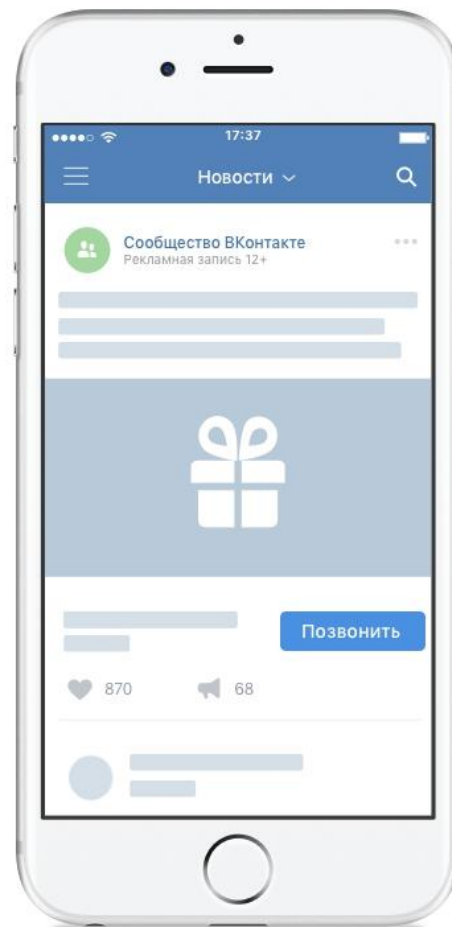 17:37
Новости
Сообщество ВКонтакте
Рекламная запись 12+
Позвонить
870 68